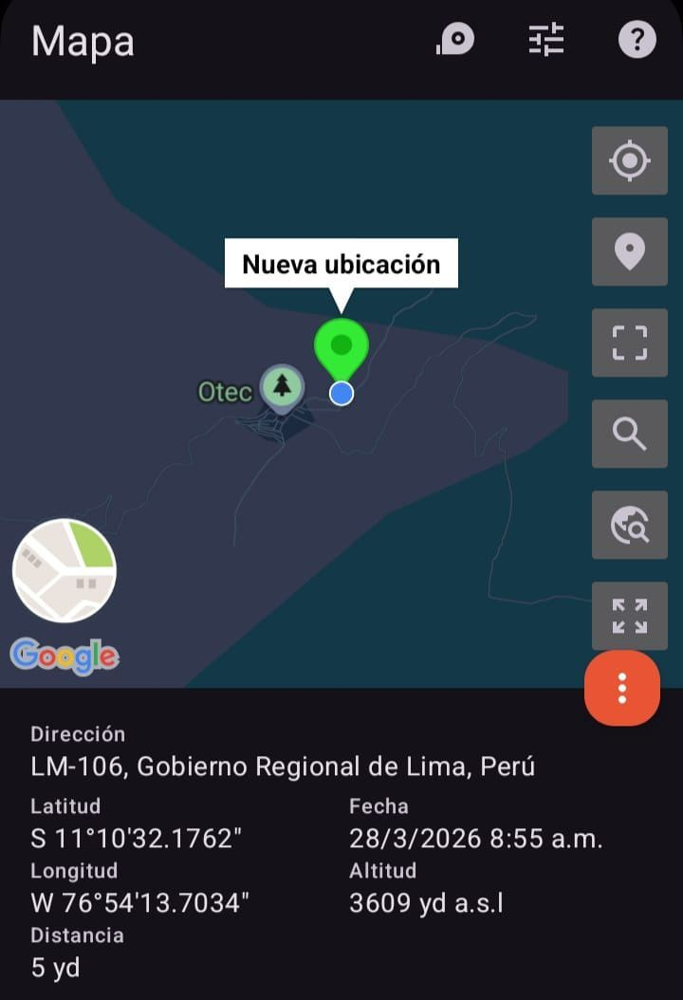 Mapa
?
Nueva ubicación
Otec
Google
Dirección
LM-106, Gobierno Regional de Lima, Perú
Latitud
S 11°10'32.1762"
Fecha
28/3/2026 8:55 a.m.
Longitud
W 76°54'13.7034"
Altitud
3609 yd a.s.l
Distancia
5 yd